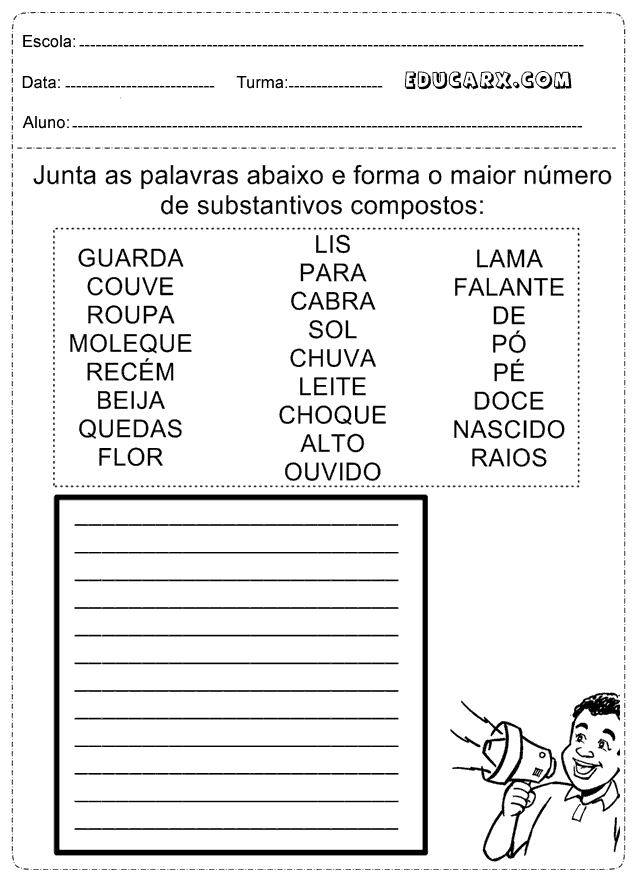 Escola:
Data: Turma: EDUCARX.COM
Aluno:
Junta as palavras abaixo e forma o maior número
de substantivos compostos:
GUARDA
COUVE
ROUPA
MOLEQUE
RECÉM
BEIJA
QUEDAS
FLOR
LIS
PARA
CABRA
SOL
CHUVA
LEITE
CHOQUE
ALTO
OUVIDO
LAMA
FALANTE
DE
PÓ
PÉ
DOCE
NASCIDO
RAIOS